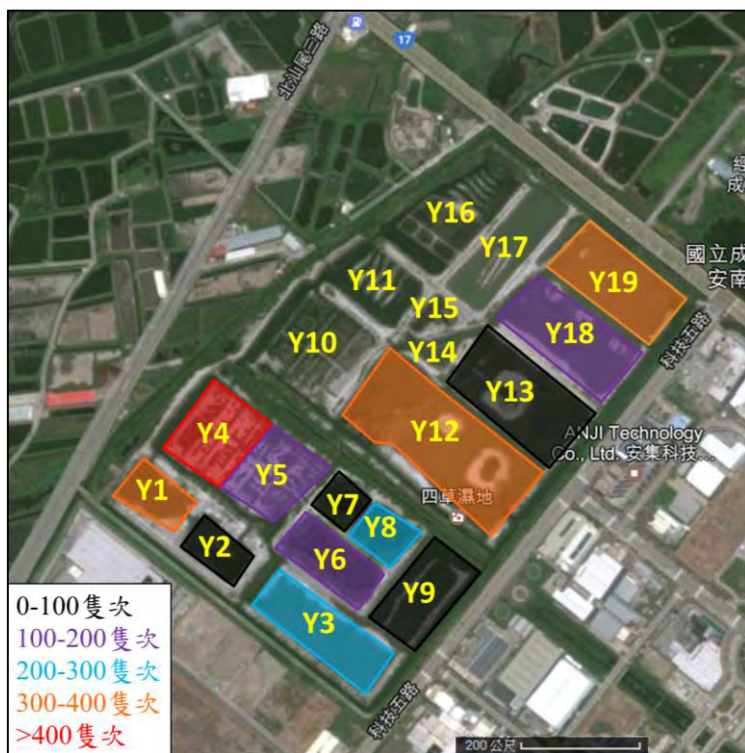 北汕尾二路
17
經
成
Y16
Y17
國立成
安南
Y11
Y19
Y15
Y18
Y10
Y14
科技五路
Y13
Y12
Y4
ANJI Technology
Co., Ltd. 安集科技...
Y5
四草濕地
Y1
Y7
Y8
Y2
Y6
Y9
Y3
0-100隻次
100-200隻次
200-300隻次
300-400隻次
>400隻次
科技五路
200 公尺